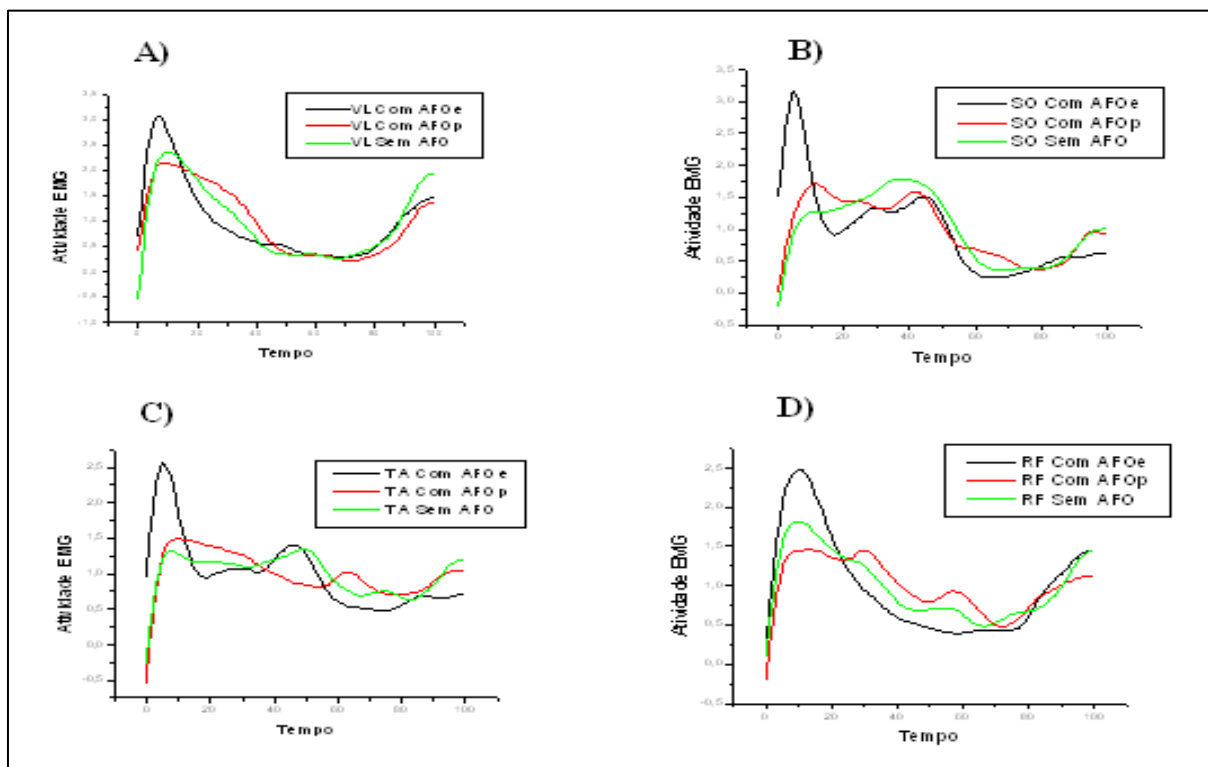 A)
VL Com AFOe
VL Com AFOp
VL Sem AFO
Atividade EMG
0
20
100
Tempo
B)
SO Com AFOe
SO Com AFOp
SO Sem AFO
Atividade EMG
3,5
3,0
2,5
2,0
1,5
1,0
0,5
0,0
-0,5
0
20
40
60
80
100
Tempo
C)
TA Com AFOe
TA Com AFOp
TA Sem AFO
Atividade EMG
2,5
2,0
1,5
1,0
0,5
0,0
-0,5
0
20
40
60
80
100
Tempo
D)
RF Com AFOe
RF Com AFOp
RF Sem AFO
Atividade EMG
2,5
2,0
1,5
1,0
0,5
0,0
-0,5
0
20
40
60
80
100
Tempo